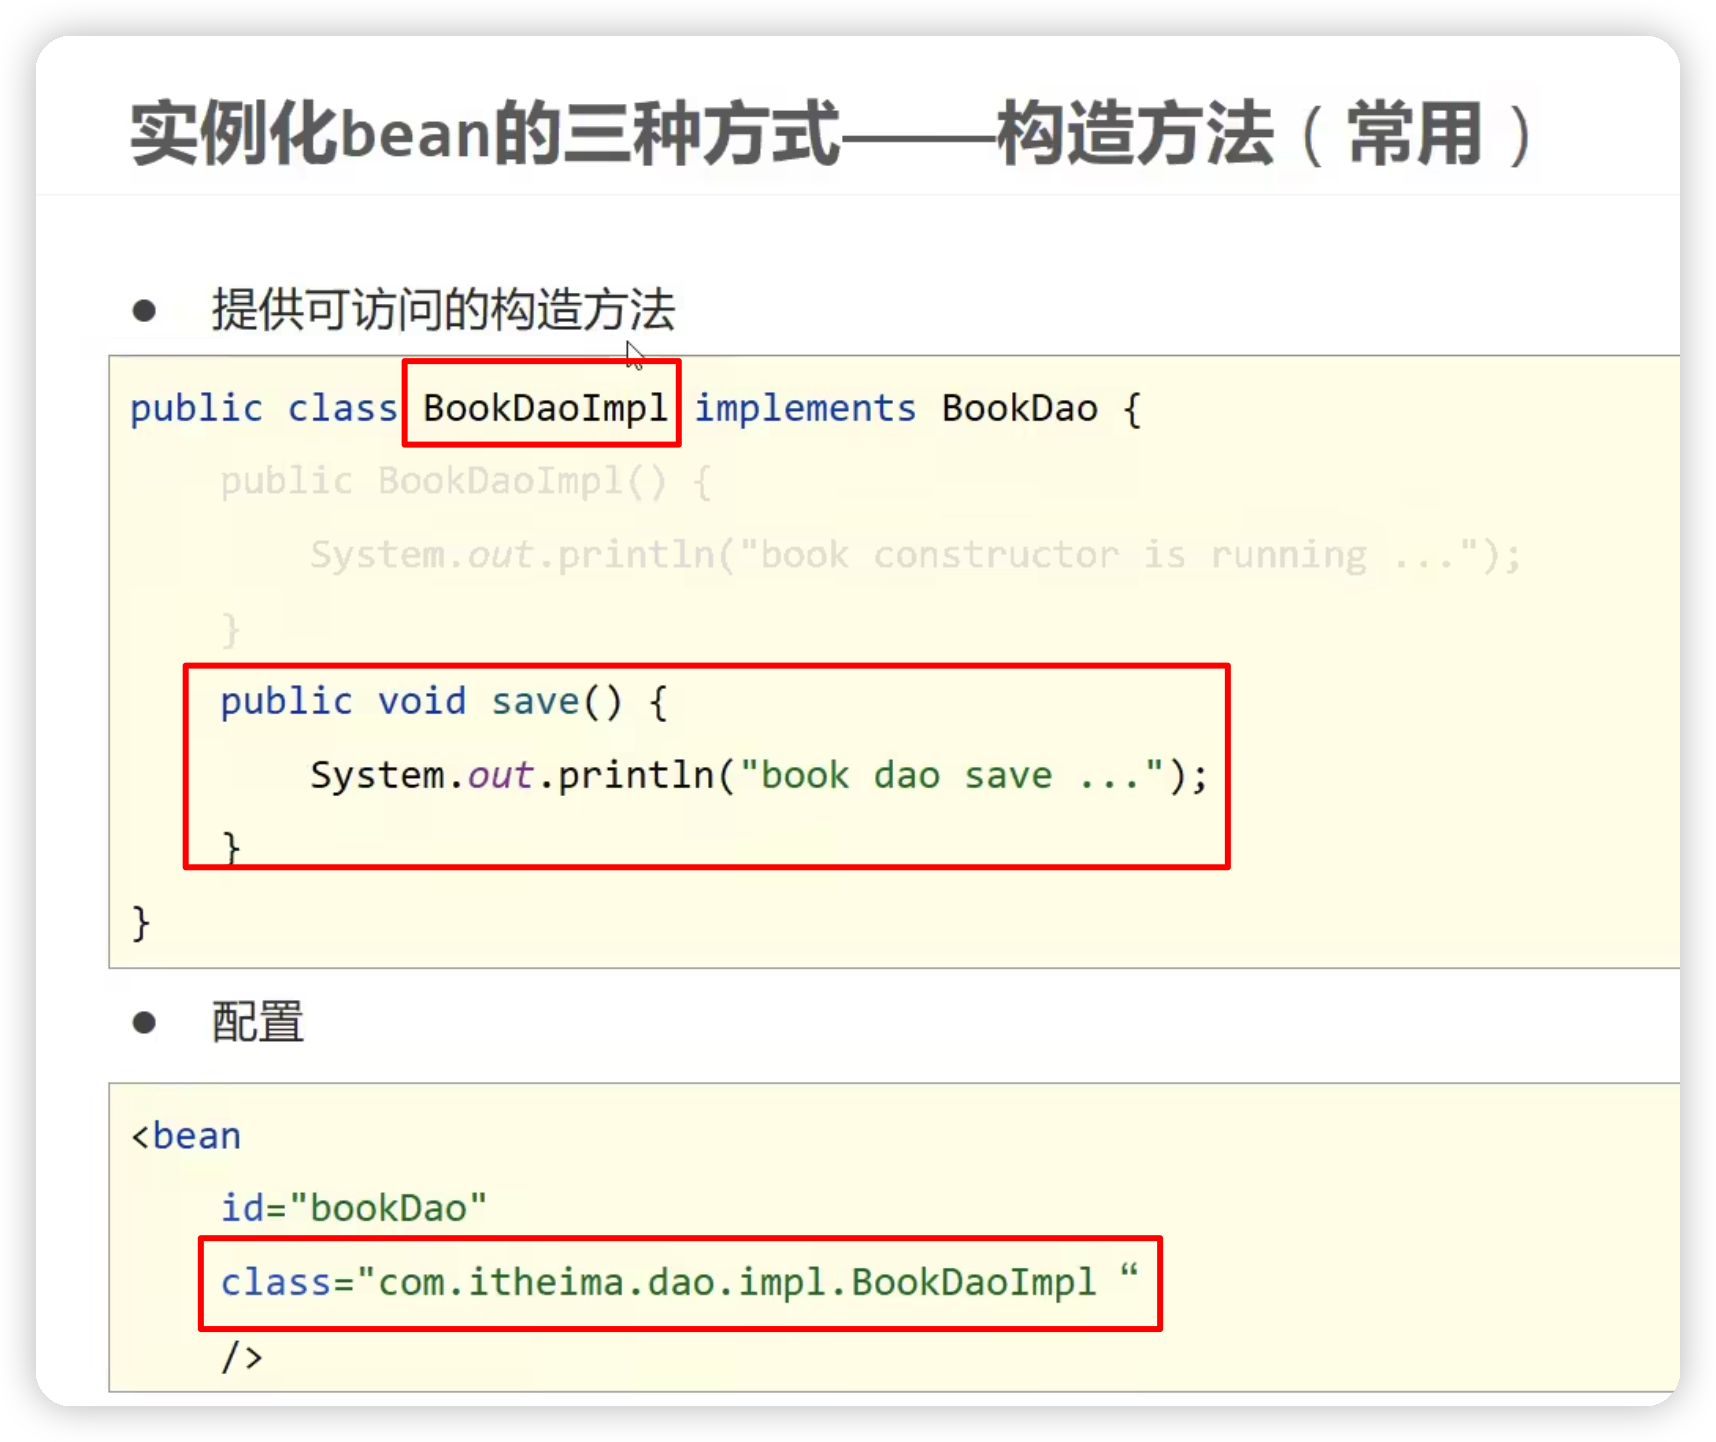 实例化bean的三种方式——构造方法（常用）
● 提供可访问的构造方法
public class BookDaoImpl implements BookDao {
public BookDaoImpl() {
System.out.println("book constructor is running ...");
}
public void save() {
System.out.println("book dao save ...");
}
}
● 配置
<bean
id="bookDao"
class="com.itheima.dao.impl.BookDaoImpl “
/>